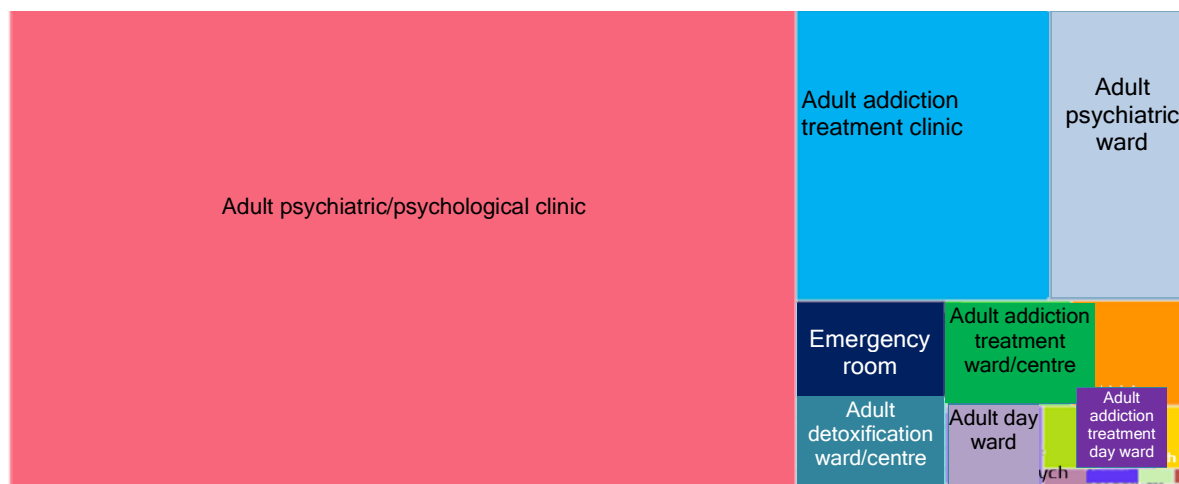 Adult addiction
treatment clinic
Adult
psychiatric
ward
Adult psychiatric/psychological clinic
Emergency
room
Adult addiction
treatment
ward/centre
Adult
detoxification
ward/centre
Adult day
ward
Adult
addiction
treatment
day ward